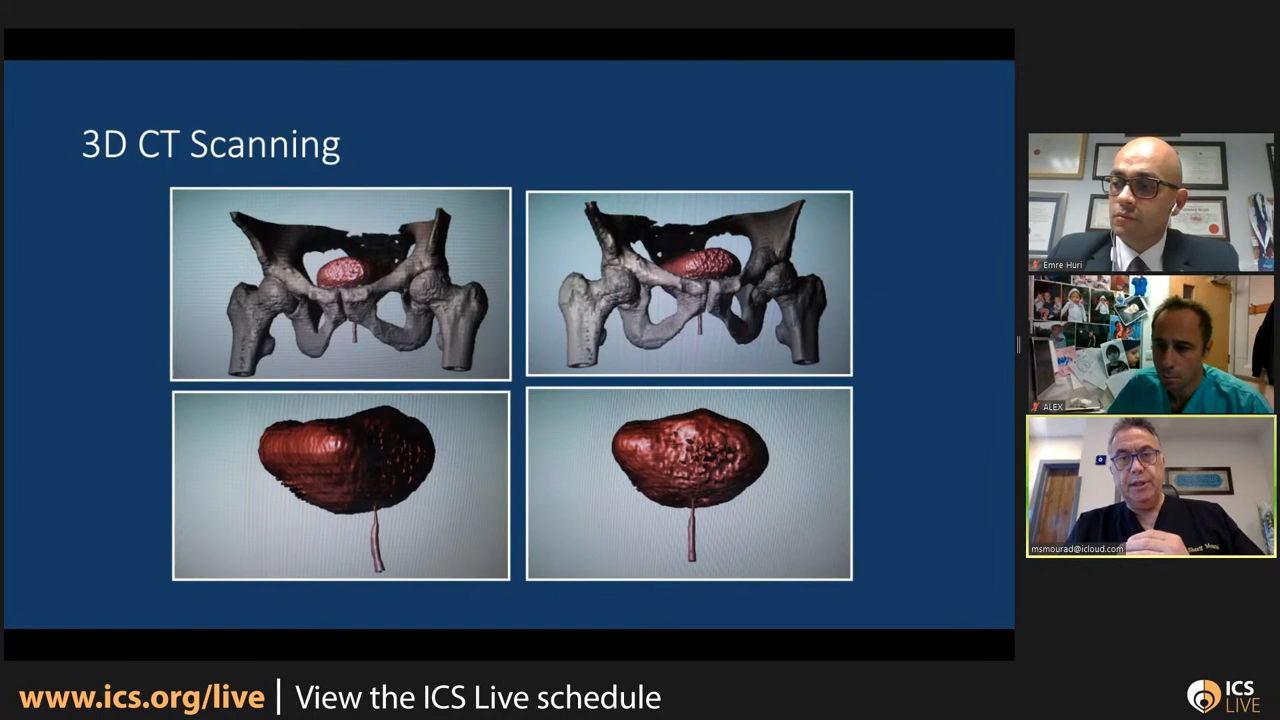 3D CT Scanning
Emre Huri
ALEX
msmourad@icloud.com
www.ics.org/live | View the ICS Live schedule
ICS
LIVE